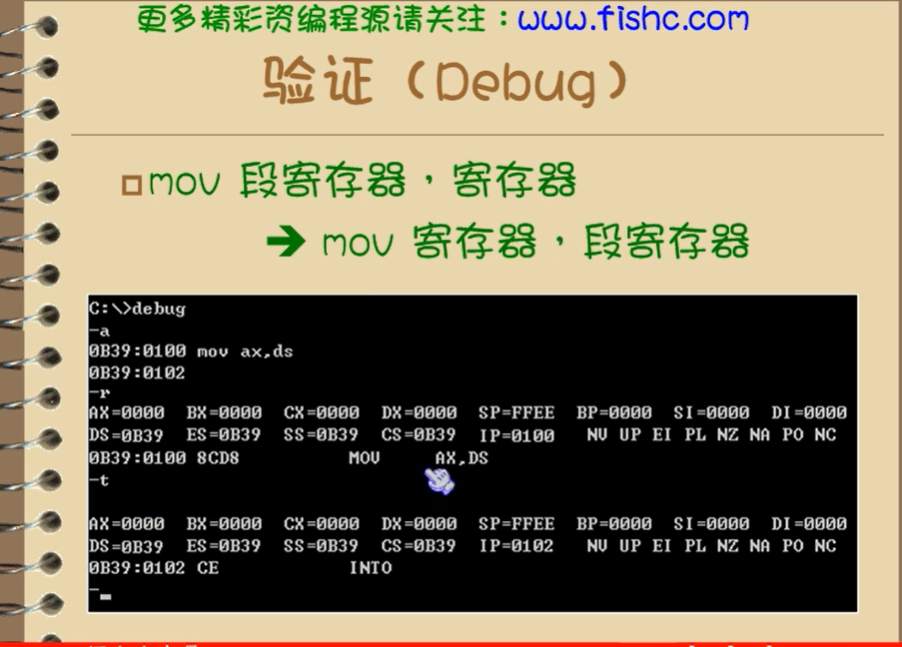 更多精彩资编程源请关注：www.fishc.com
验证（Debug）
mov 段寄存器，寄存器
→ mov 寄存器，段寄存器
C:\>debug
-a
0B39:0100 mov ax,ds
0B39:0102
-r
AX=0000 BX=0000 CX=0000 DX=0000 SP=FFEE BP=0000 SI=0000 DI=0000
DS=0B39 ES=0B39 SS=0B39 CS=0B39 IP=0100 NV UP EI PL NZ NA PO NC
0B39:0100 8CD8 MOV AX,DS
-t
AX=0000 BX=0000 CX=0000 DX=0000 SP=FFEE BP=0000 SI=0000 DI=0000
DS=0B39 ES=0B39 SS=0B39 CS=0B39 IP=0102 NV UP EI PL NZ NA PO NC
0B39:0102 CE INTO
-_